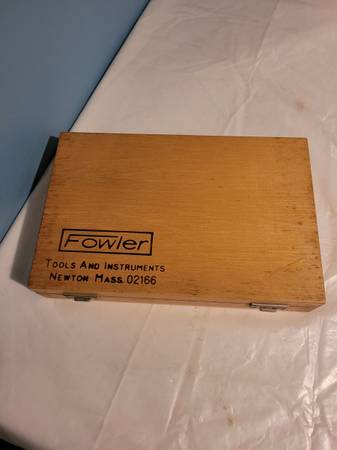 Fowler
Tools And Instruments
Newton Mass. 02166